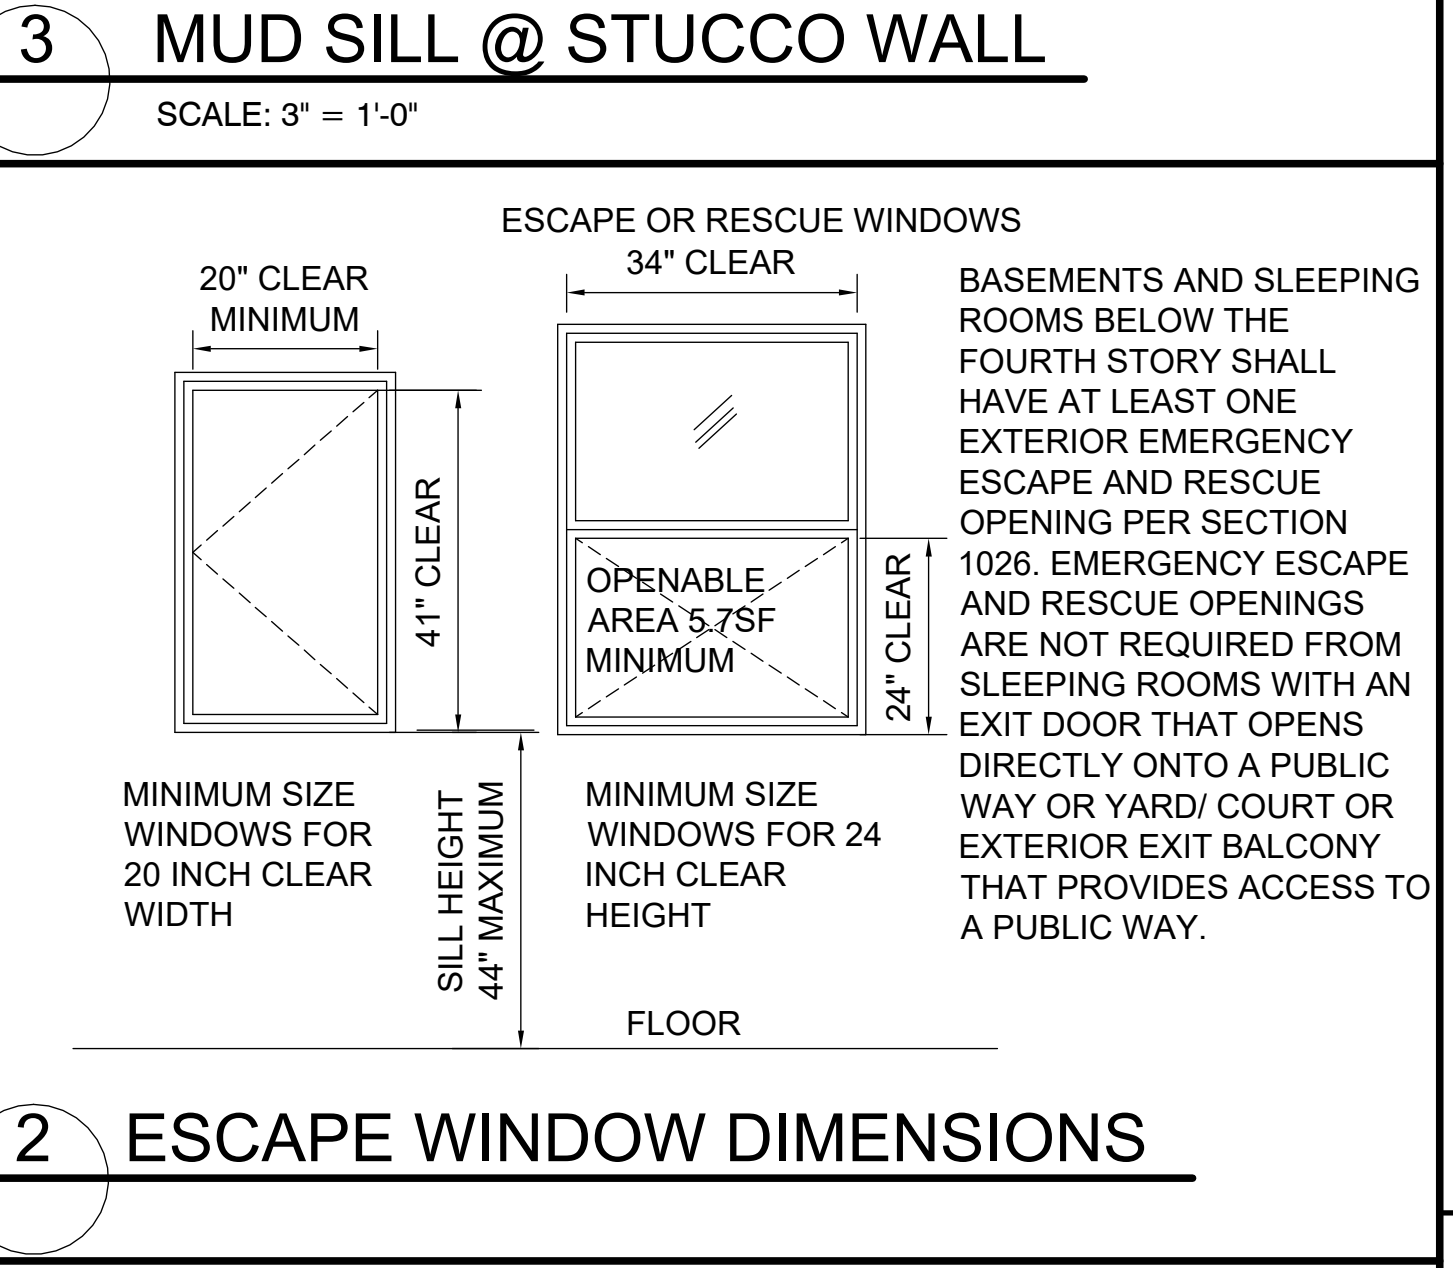 3
MUD SILL @ STUCCO WALL
SCALE: 3" = 1'-0"
ESCAPE OR RESCUE WINDOWS
20" CLEAR
MINIMUM
34" CLEAR
41" CLEAR
OPENABLE
AREA 5.7SF
MINIMUM
24" CLEAR
BASEMENTS AND SLEEPING
ROOMS BELOW THE
FOURTH STORY SHALL
HAVE AT LEAST ONE
EXTERIOR EMERGENCY
ESCAPE AND RESCUE
OPENING PER SECTION
1026. EMERGENCY ESCAPE
AND RESCUE OPENINGS
ARE NOT REQUIRED FROM
SLEEPING ROOMS WITH AN
EXIT DOOR THAT OPENS
DIRECTLY ONTO A PUBLIC
WAY OR YARD/ COURT OR
EXTERIOR EXIT BALCONY
THAT PROVIDES ACCESS TO
A PUBLIC WAY.
MINIMUM SIZE
WINDOWS FOR
20 INCH CLEAR
WIDTH
SILL HEIGHT
44" MAXIMUM
MINIMUM SIZE
WINDOWS FOR 24
INCH CLEAR
HEIGHT
FLOOR
2
ESCAPE WINDOW DIMENSIONS